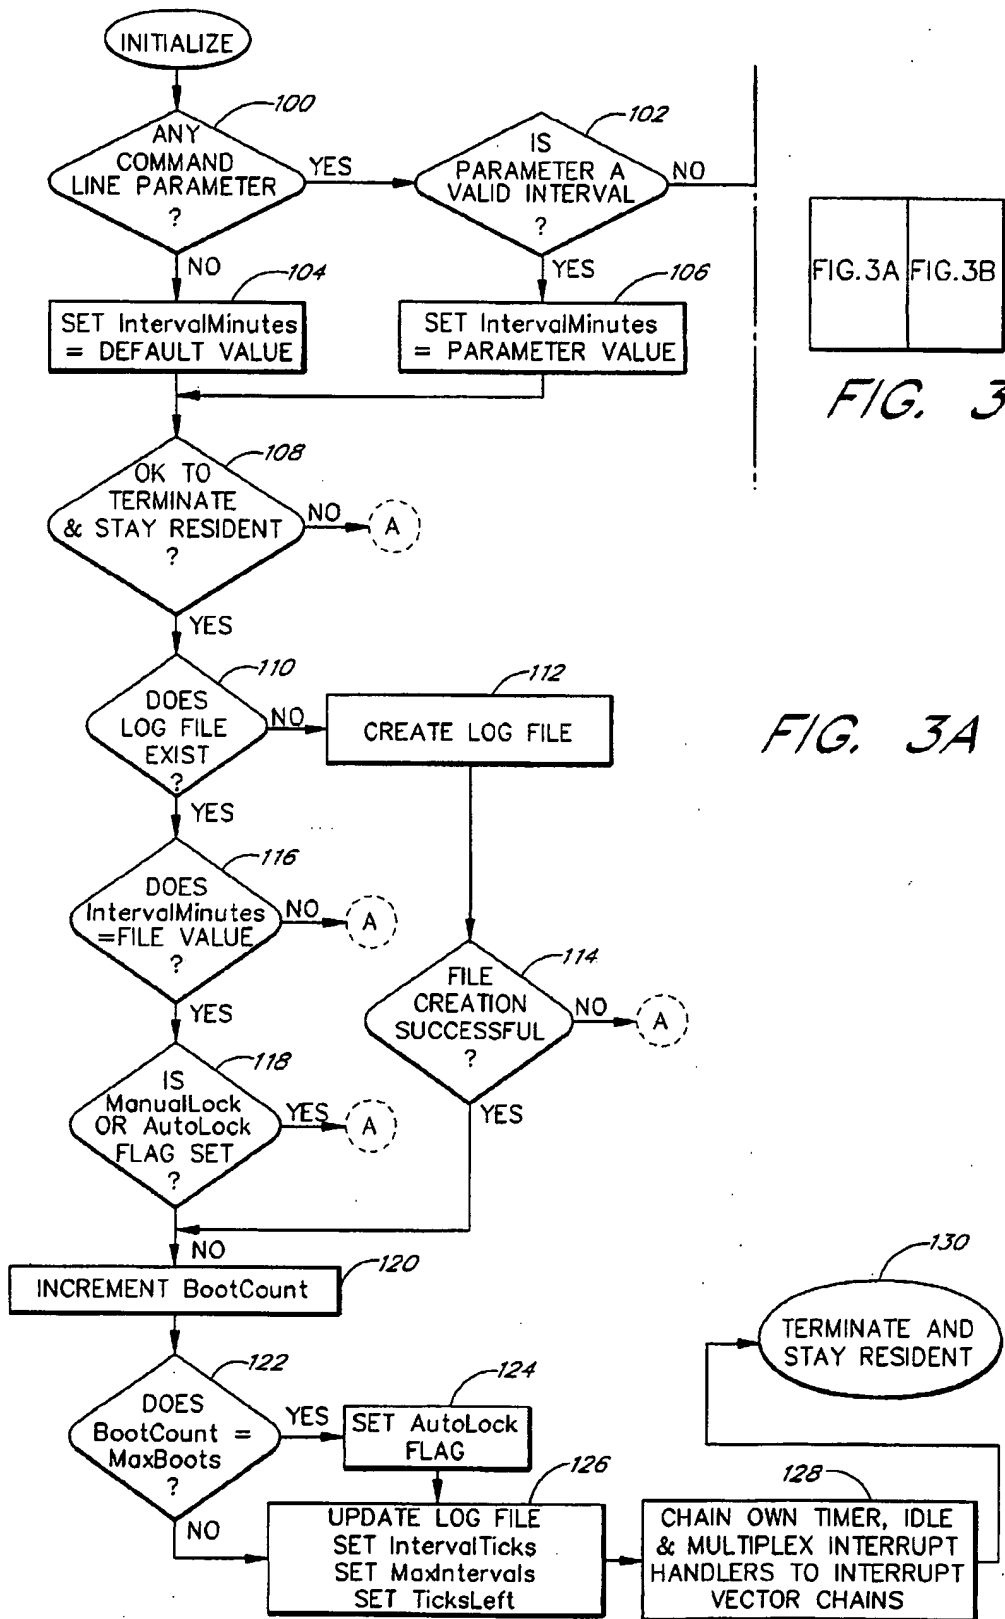 INITIALIZE
100
ANY
COMMAND
LINE PARAMETER
?
YES
NO
102
IS
PARAMETER A
VALID INTERVAL
?
NO
YES
104
SET IntervalMinutes
= DEFAULT VALUE
106
SET IntervalMinutes
= PARAMETER VALUE
FIG. 3A
FIG. 3B
FIG. 3
108
OK TO
TERMINATE
& STAY RESIDENT
?
NO
A
YES
110
DOES
LOG FILE
EXIST
?
NO
YES
112
CREATE LOG FILE
FIG. 3A
116
DOES
IntervalMinutes
=FILE VALUE
?
NO
A
YES
114
FILE
CREATION
SUCCESSFUL
?
NO
A
YES
118
IS
ManualLock
OR AutoLock
FLAG SET
?
YES
A
NO
120
INCREMENT BootCount
122
DOES
BootCount =
MaxBoots
?
YES
NO
124
SET AutoLock
FLAG
126
UPDATE LOG FILE
SET IntervalTicks
SET MaxIntervals
SET TicksLeft
128
CHAIN OWN TIMER, IDLE
& MULTIPLEX INTERRUPT
HANDLERS TO INTERRUPT
VECTOR CHAINS
130
TERMINATE AND
STAY RESIDENT